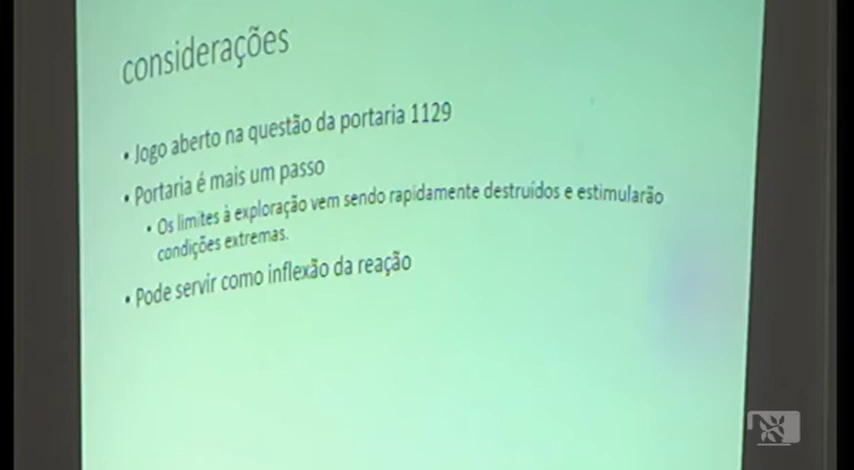 considerações
• Jogo aberto na questão da portaria 1129
• Portaria é mais um passo
• Os limites à exploração vem sendo rapidamente destruídos e estimularão
condições extremas.
• Pode servir como inflexão da reação